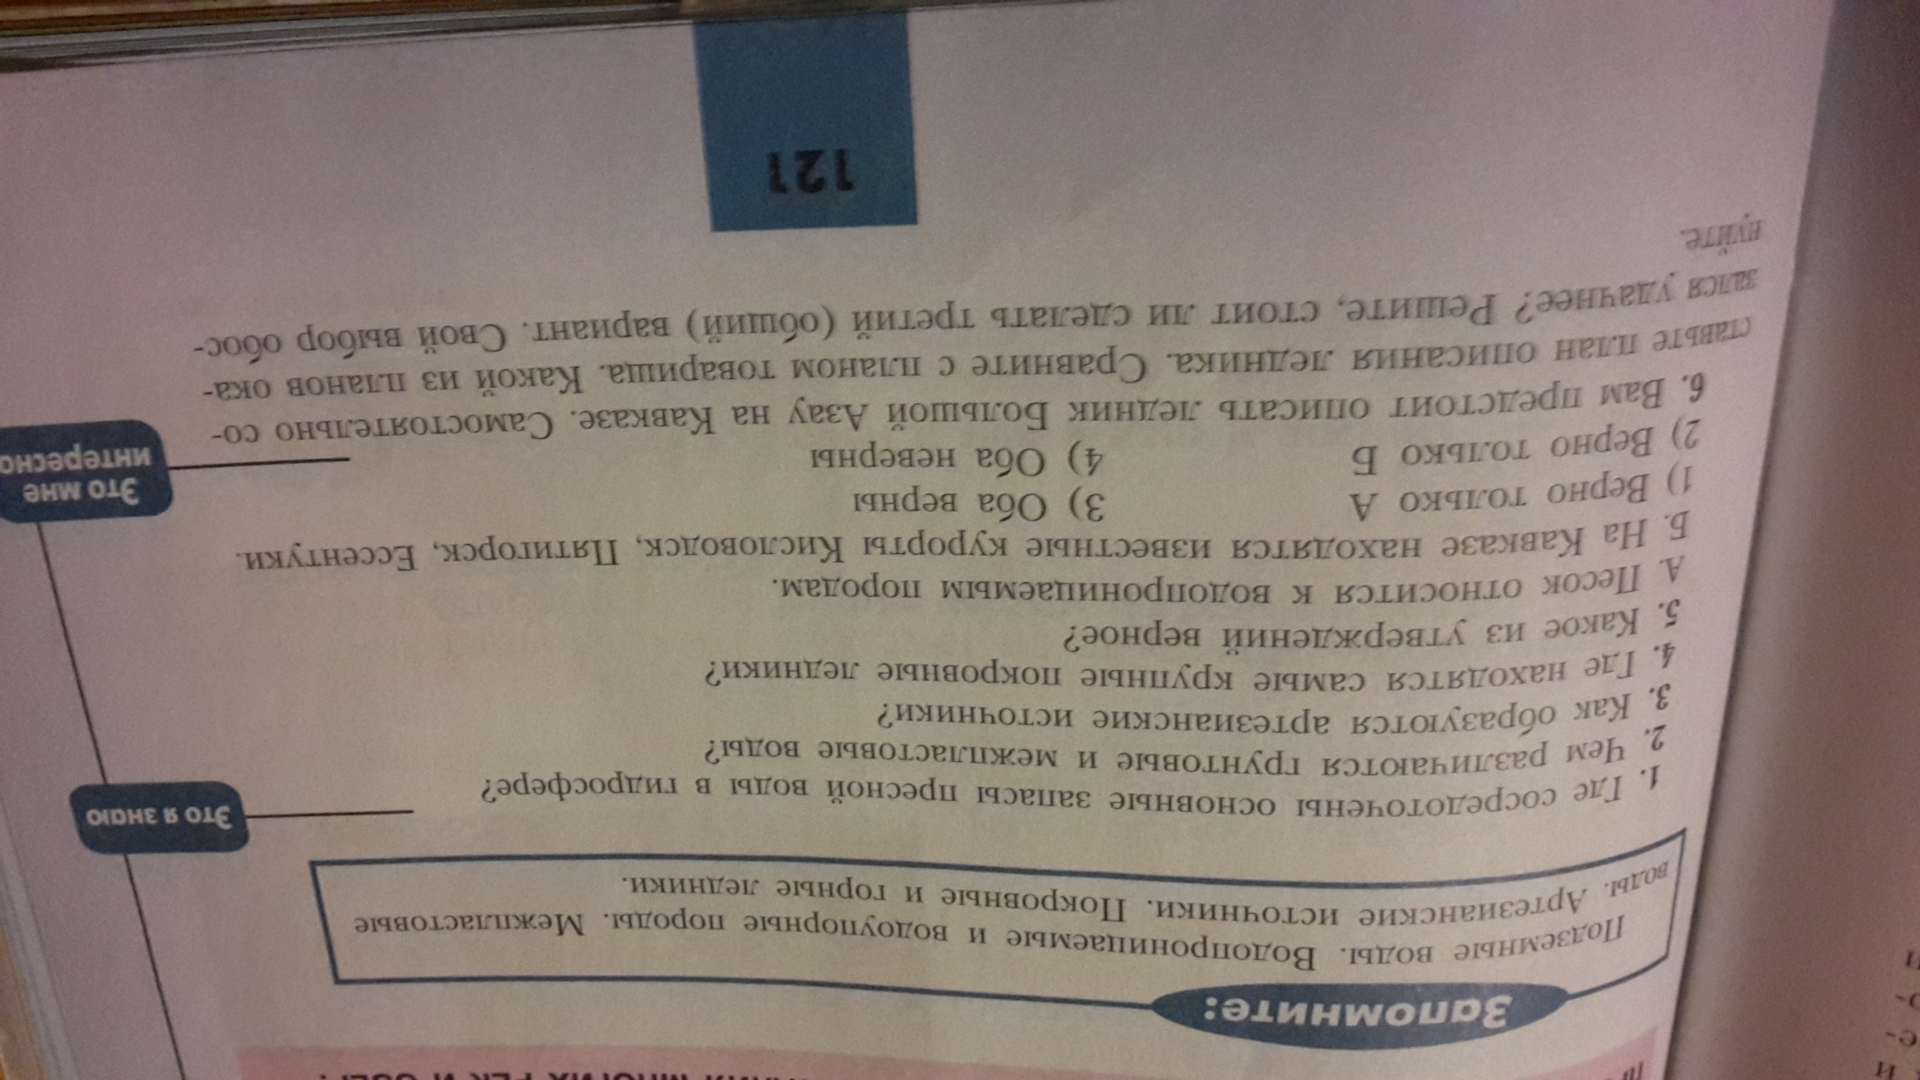 Запомните:
Подземные воды. Водопроницаемые и водоупорные породы. Межпластовые
воды. Артезианские источники. Покровные и горные ледники.
Это я знаю
1. Где сосредоточены основные запасы пресной воды в гидросфере?
2. Чем различаются грунтовые и межпластовые воды?
3. Как образуются артезианские источники?
4. Где находятся самые крупные покровные ледники?
5. Какое из утверждений верное?
А. Песок относится к водопроницаемым породам.
Б. На Кавказе находятся известные курорты Кисловодск, Пятигорск, Ессентуки.
1) Верно только А 3) Оба верны
2) Верно только Б 4) Оба неверны
Это мне
интересно
6. Вам предстоит описать ледник Большой Азау на Кавказе. Самостоятельно со-
ставьте план описания ледника. Сравните с планом товарища. Какой из планов ока-
зался удачнее? Решите, стоит ли сделать третий (общий) вариант. Свой выбор обос-
нуйте.
121